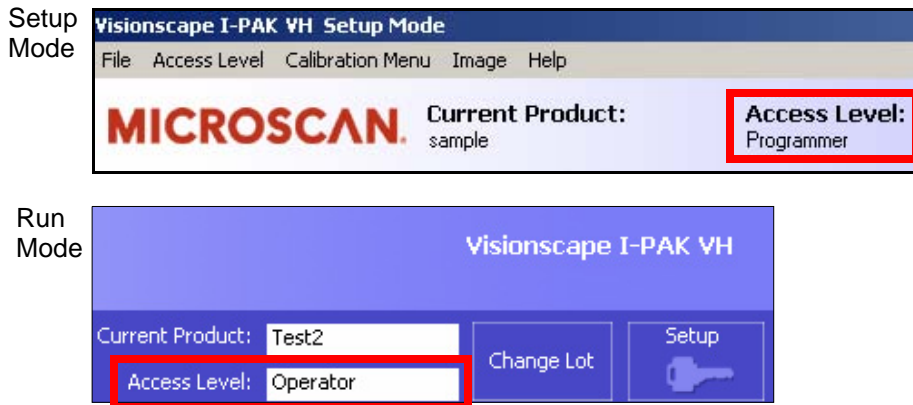 Setup
Mode
Visionscape I-PAK VH Setup Mode
File Access Level Calibration Menu Image Help
MICROSCAN.
Current Product:
sample
Access Level:
Programmer
Run
Mode
Visionscape I-PAK VH
Current Product: Test2
Access Level: Operator
Change Lot
Setup